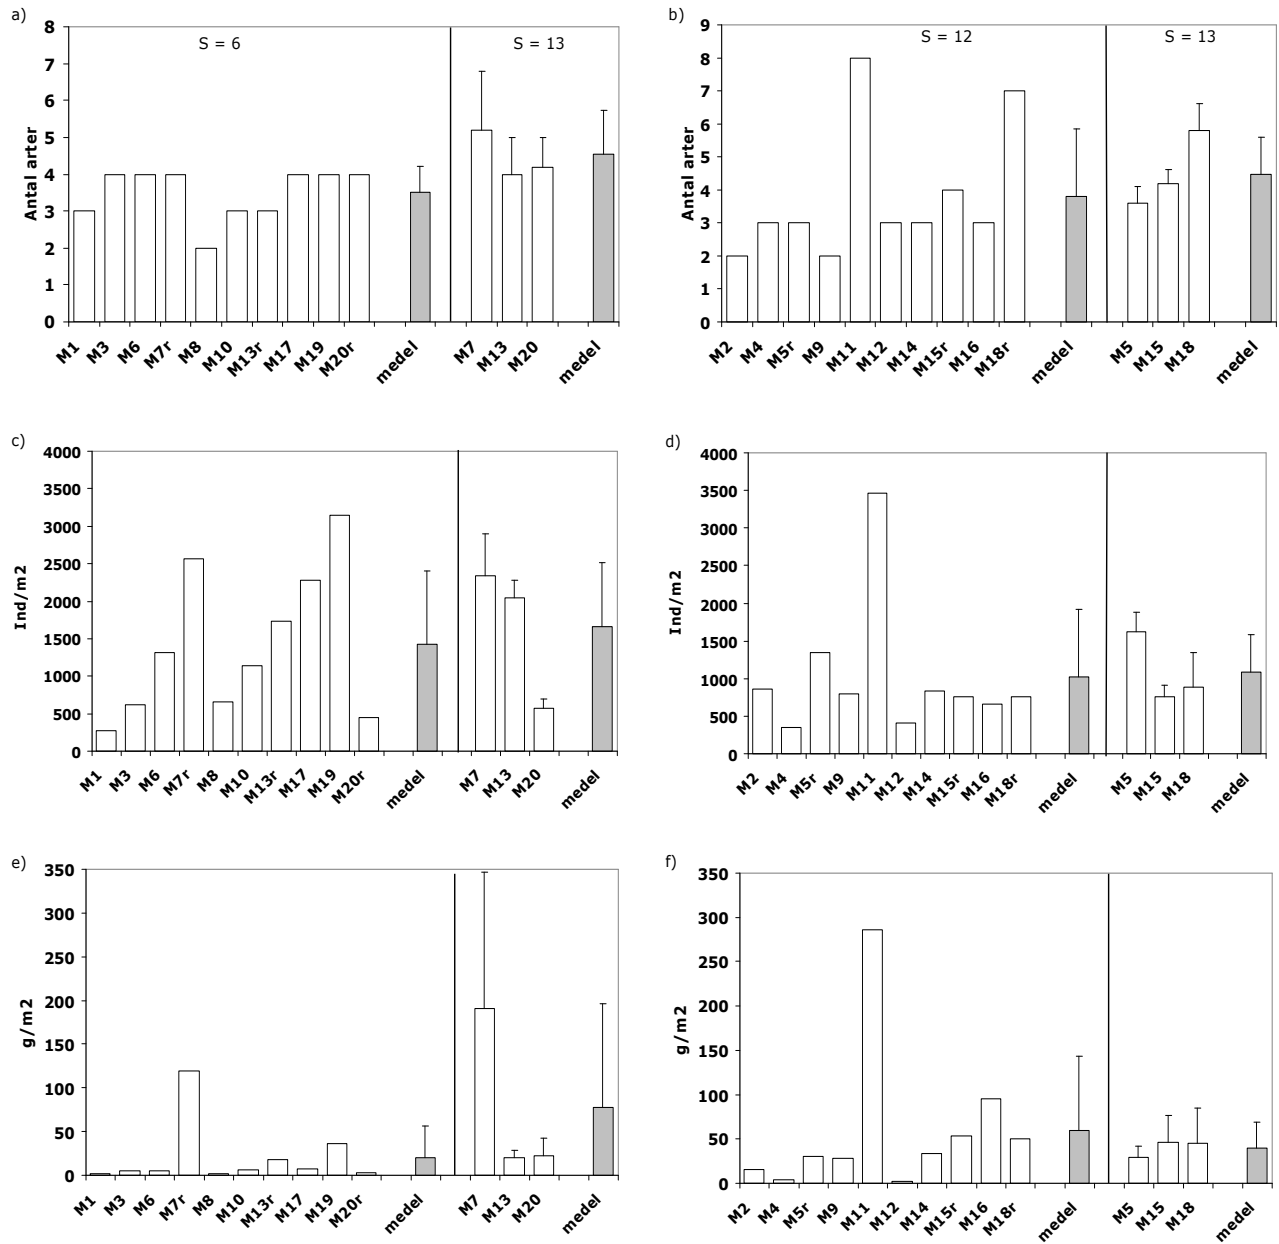 a)
S = 6
S = 13
Antal arter
8
7
6
5
4
3
2
1
0
M1
M3
M6
M7r
M8
M10
M13r
M17
M19
M20r
medel
M7
M13
M20
medel
b)
S = 12
S = 13
Antal arter
9
8
7
6
5
4
3
2
1
0
M2
M4
M5r
M9
M11
M12
M14
M15r
M16
M18r
medel
M5
M15
M18
medel
c)
Ind/m2
4000
3500
3000
2500
2000
1500
1000
500
0
M1
M3
M6
M7r
M8
M10
M13r
M17
M19
M20r
medel
M7
M13
M20
medel
d)
Ind/m2
4000
3500
3000
2500
2000
1500
1000
500
0
M2
M4
M5r
M9
M11
M12
M14
M15r
M16
M18r
medel
M5
M15
M18
medel
e)
g/m2
350
300
250
200
150
100
50
0
M1
M3
M6
M7r
M8
M10
M13r
M17
M19
M20r
medel
M7
M13
M20
medel
f)
g/m2
350
300
250
200
150
100
50
0
M2
M4
M5r
M9
M11
M12
M14
M15r
M16
M18r
medel
M5
M15
M18
medel